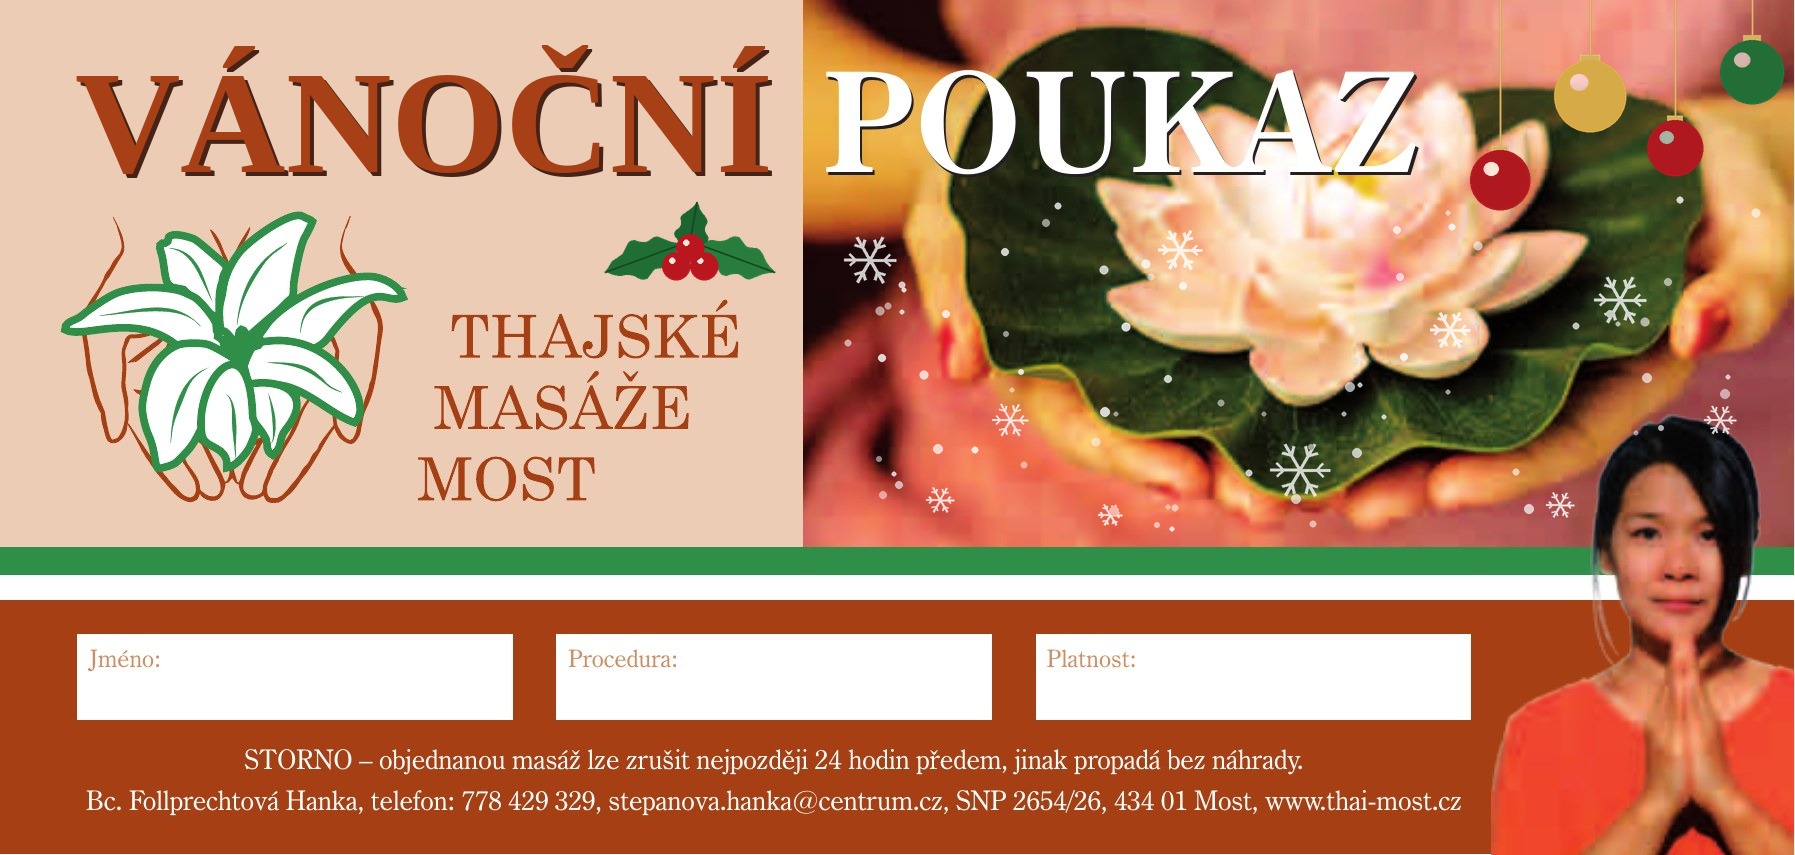 VÁNOČNÍ POUKAZ
THAJSKÉ
MASÁŽE
MOST
Jméno:
Procedura:
Platnost:
STORNO – objednanou masáž lze zrušit nejpozději 24 hodin předem, jinak propadá bez náhrady.
Bc. Follprechtová Hanka, telefon: 778 429 329, stepanova.hanka@centrum.cz, SNP 2654/26, 434 01 Most, www.thai-most.cz